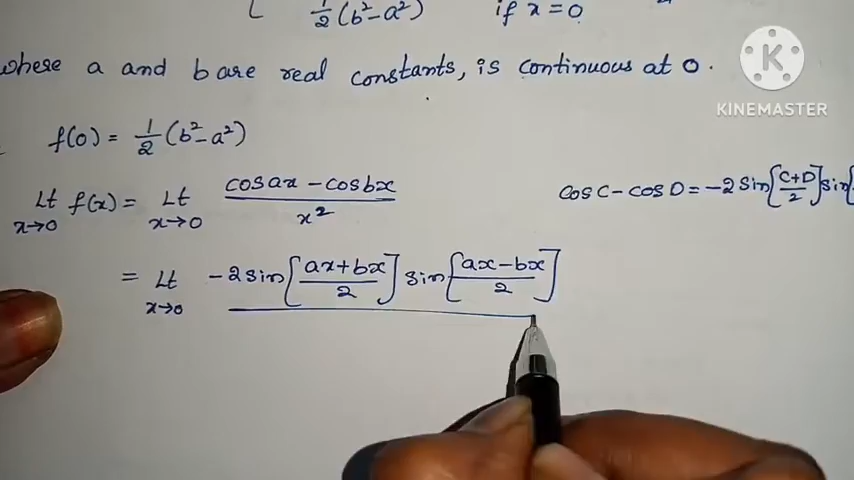 1/2 (b²-a²) if x=0
where a and b are real constants, is continuous at 0.
K
KINEMASTER
f(0) = 1/2 (b²-a²)
Lt x→0 f(x) = Lt x→0 (cos ax - cos bx)/x²
cos C - cos D = -2 sin[(C+D)/2] sin[
= Lt x→0 -2 sin[(ax+bx)/2] sin[(ax-bx)/2]